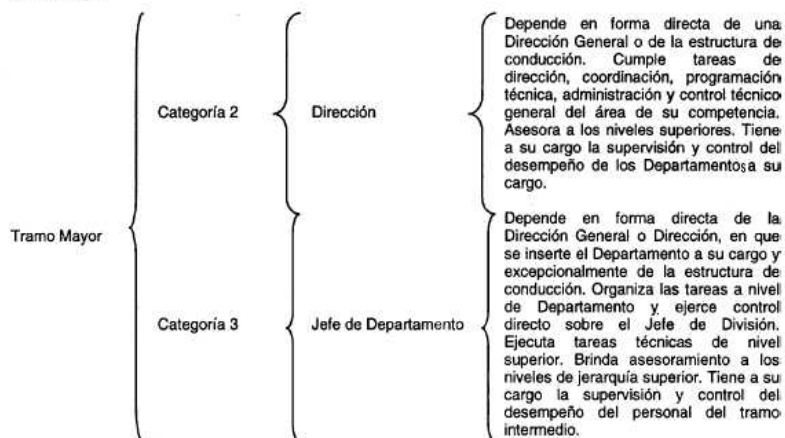 Tramo Mayor
Categoría 2
Dirección
Depende en forma directa de una
Dirección General o de la estructura de
conducción. Cumple tareas de
dirección, coordinación, programación
técnica, administración y control técnico
general del área de su competencia.
Asesora a los niveles superiores. Tiene
a su cargo la supervisión y control del
desempeño de los Departamentos a su
cargo.
Categoría 3
Jefe de Departamento
Depende en forma directa de la
Dirección General o Dirección, en que
se inserte el Departamento a su cargo y
excepcionalmente de la estructura de
conducción. Organiza las tareas a nivel
de Departamento y ejerce control
directo sobre el Jefe de División.
Ejecuta tareas técnicas de nivel
superior. Brinda asesoramiento a los
niveles de jerarquía superior. Tiene a su
cargo la supervisión y control del
desempeño del personal del tramo
intermedio.